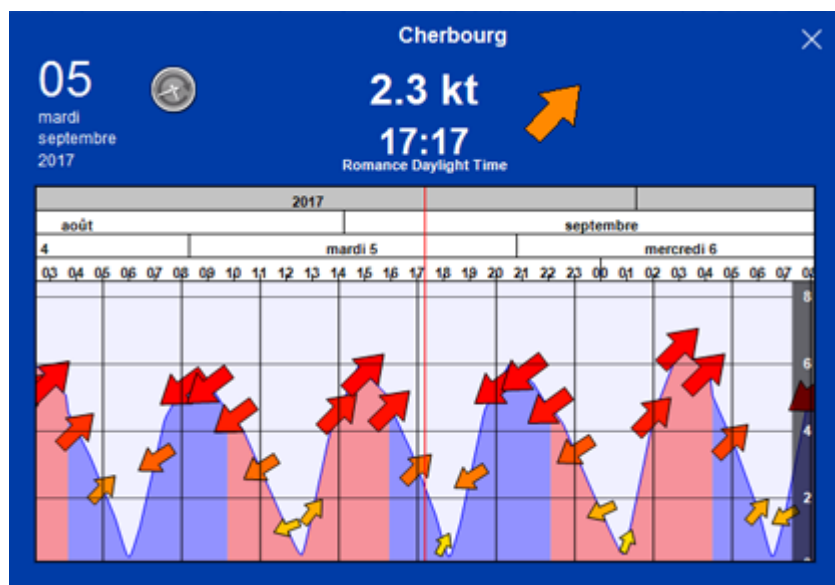 Cherbourg
05
mardi
septembre
2017
2.3 kt
17:17
Romance Daylight Time
2017
août septembre
4 mardi 5 mercredi 6
03 04 05 06 07 08 09 10 11 12 13 14 15 16 17 18 19 20 21 22 23 00 01 02 03 04 05 06 07
8
6
4
2